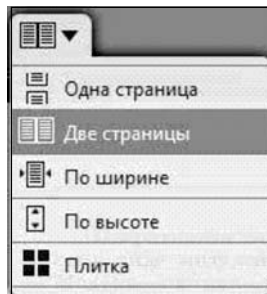 Одна страница
Две страницы
По ширине
По высоте
Плитка